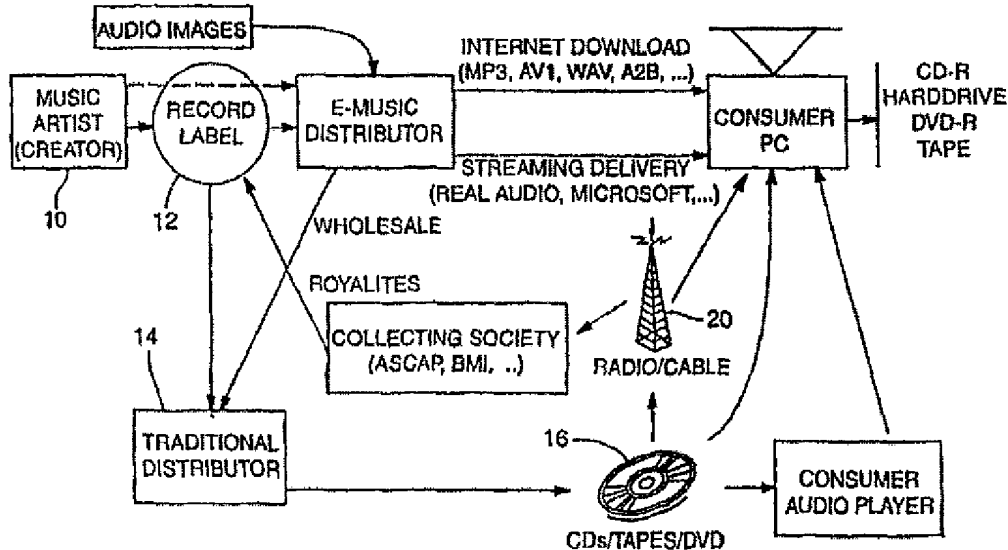 AUDIO IMAGES
MUSIC
ARTIST
(CREATOR)
10
RECORD
LABEL
12
E-MUSIC
DISTRIBUTOR
INTERNET DOWNLOAD
(MP3, AV1, WAV, A2B, ...)
STREAMING DELIVERY
(REAL AUDIO, MICROSOFT,...)
CONSUMER
PC
CD-R
HARDDRIVE
DVD-R
TAPE
WHOLESALE
ROYALITES
COLLECTING SOCIETY
(ASCAP, BMI, ..)
20
RADIO/CABLE
14
TRADITIONAL
DISTRIBUTOR
16
CDs/TAPES/DVD
CONSUMER
AUDIO PLAYER